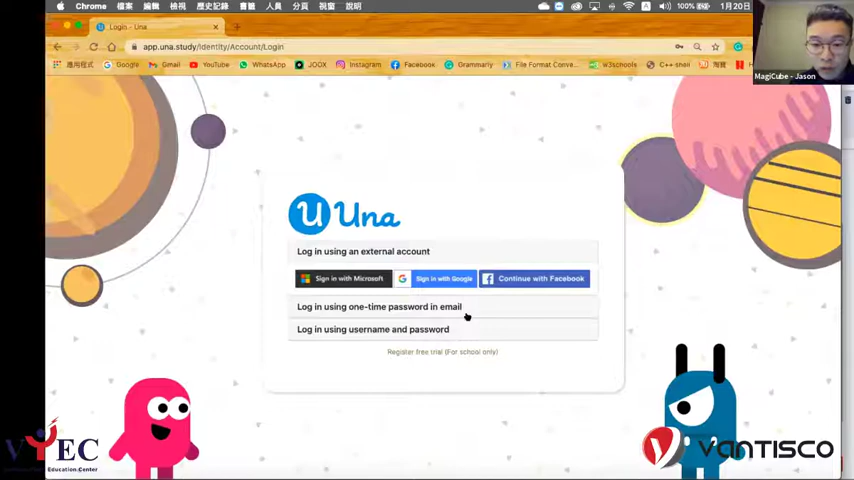 Chrome 檔案 編輯 檢視 歷史記錄 書籤 人員 分頁 視窗 說明 100% 1月20日
Login - Una
app.una.study/Identity/Account/Login
應用程式 Google Gmail YouTube WhatsApp JOOX Instagram Facebook Grammarly File Format Conve... w3schools C++ shell 淘寶
MagiCube - Jason
U Una
Log in using an external account
Sign in with Microsoft Sign in with Google Continue with Facebook
Log in using one-time password in email
Log in using username and password
Register free trial (For school only)
VTEC
Education Center
VANTISCO